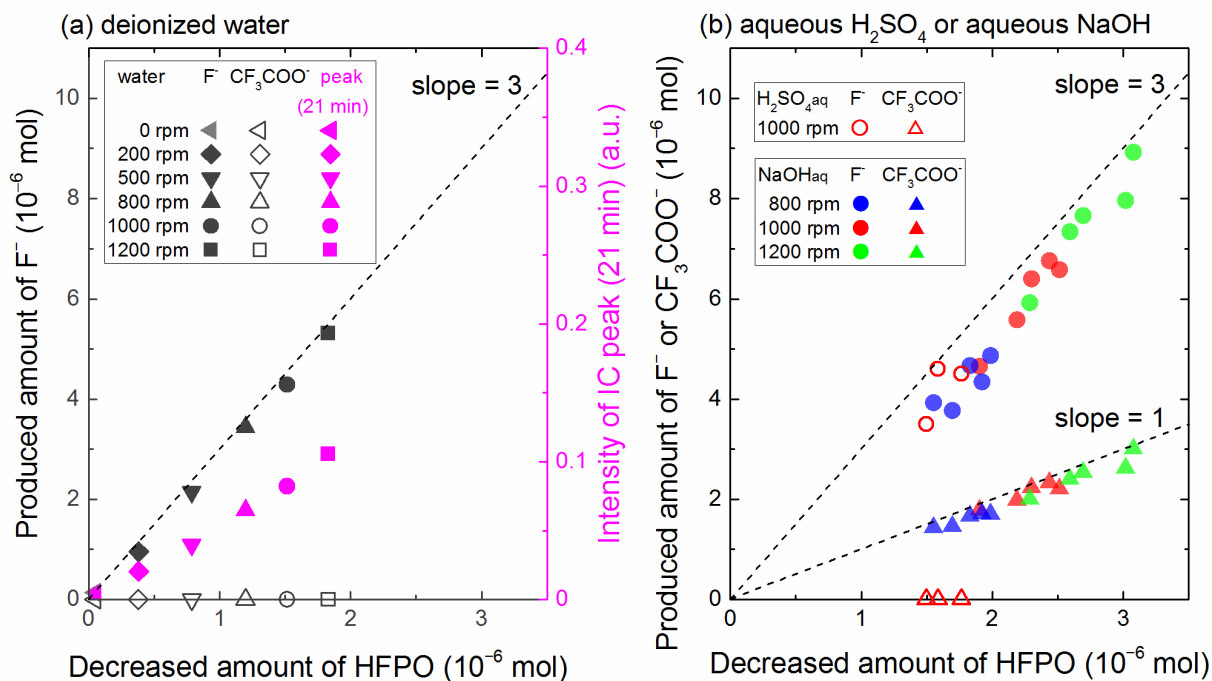 (a) deionized water
slope = 3
water F⁻ CF₃COO⁻ peak
(21 min)
0 rpm
200 rpm
500 rpm
800 rpm
1000 rpm
1200 rpm
Produced amount of F⁻ (10⁻⁶ mol)
10
8
6
4
2
0
0.4
0.3
0.2
0.1
0
Intensity of IC peak (21 min) (a.u.)
0 1 2 3
Decreased amount of HFPO (10⁻⁶ mol)
(b) aqueous H₂SO₄ or aqueous NaOH
slope = 3
H₂SO₄aq F⁻ CF₃COO⁻
1000 rpm
NaOHaq F⁻ CF₃COO⁻
800 rpm
1000 rpm
1200 rpm
slope = 1
Produced amount of F⁻ or CF₃COO⁻ (10⁻⁶ mol)
10
8
6
4
2
0
0 1 2 3
Decreased amount of HFPO (10⁻⁶ mol)